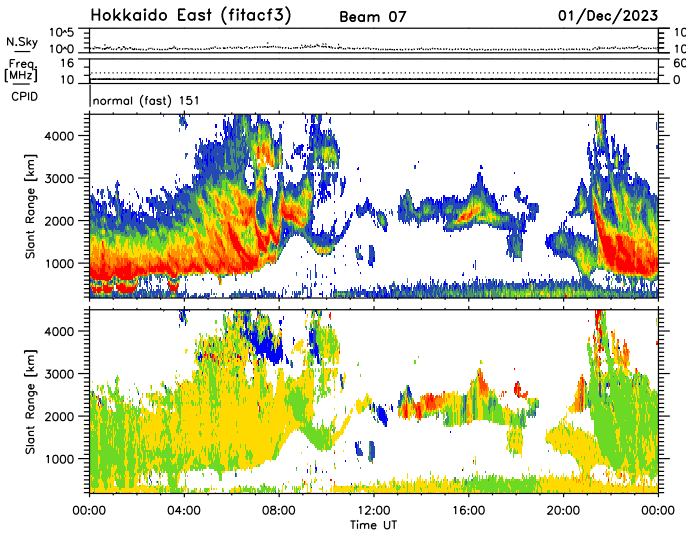 Hokkaido East (fitacf3) Beam 07 01/Dec/2023
N.Sky 10^5 10^0 10 10
Freq. [MHz] 16 10 60 0
CPID normal (fast) 151
Slant Range [km] 4000 3000 2000 1000
Slant Range [km] 4000 3000 2000 1000
00:00 04:00 08:00 12:00 16:00 20:00 00:00
Time UT